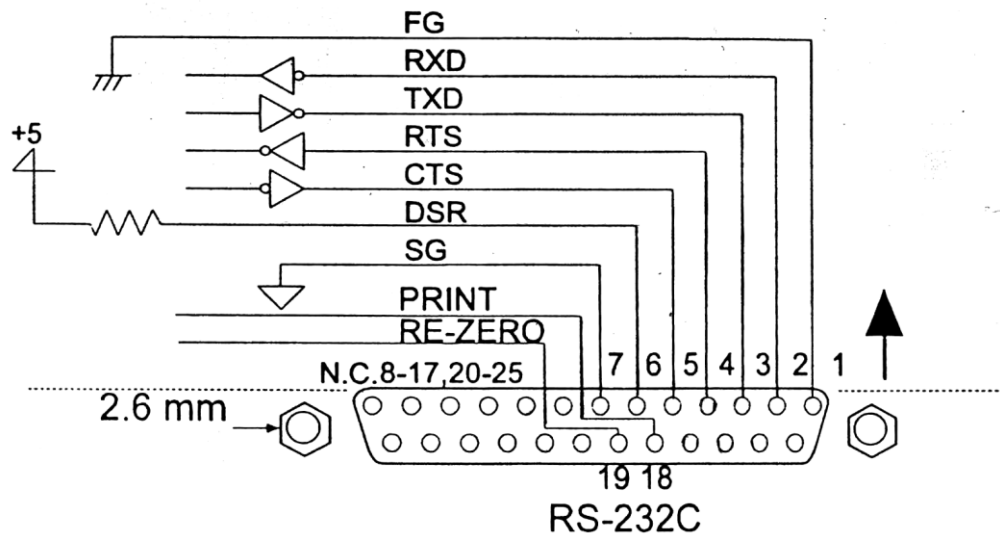 FG
RXD
TXD
+5
RTS
CTS
DSR
SG
PRINT
RE-ZERO
N.C.8-17,20-25
7 6 5 4 3 2 1
2.6 mm
19 18
RS-232C